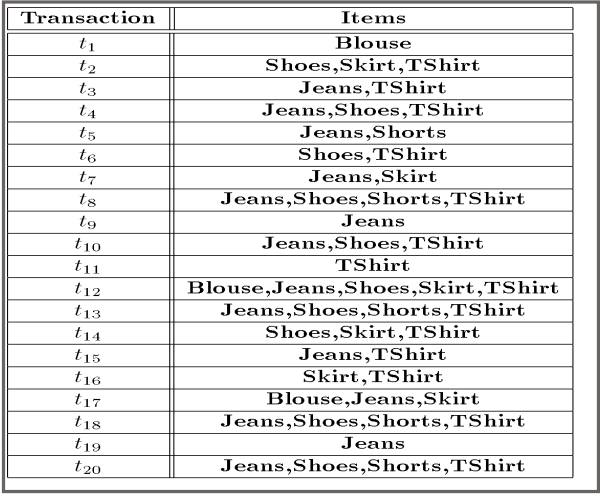 Transaction Items
t1 Blouse
t2 Shoes,Skirt,TShirt
t3 Jeans,TShirt
t4 Jeans,Shoes,TShirt
t5 Jeans,Shorts
t6 Shoes,TShirt
t7 Jeans,Skirt
t8 Jeans,Shoes,Shorts,TShirt
t9 Jeans
t10 Jeans,Shoes,TShirt
t11 TShirt
t12 Blouse,Jeans,Shoes,Skirt,TShirt
t13 Jeans,Shoes,Shorts,TShirt
t14 Shoes,Skirt,TShirt
t15 Jeans,TShirt
t16 Skirt,TShirt
t17 Blouse,Jeans,Skirt
t18 Jeans,Shoes,Shorts,TShirt
t19 Jeans
t20 Jeans,Shoes,Shorts,TShirt